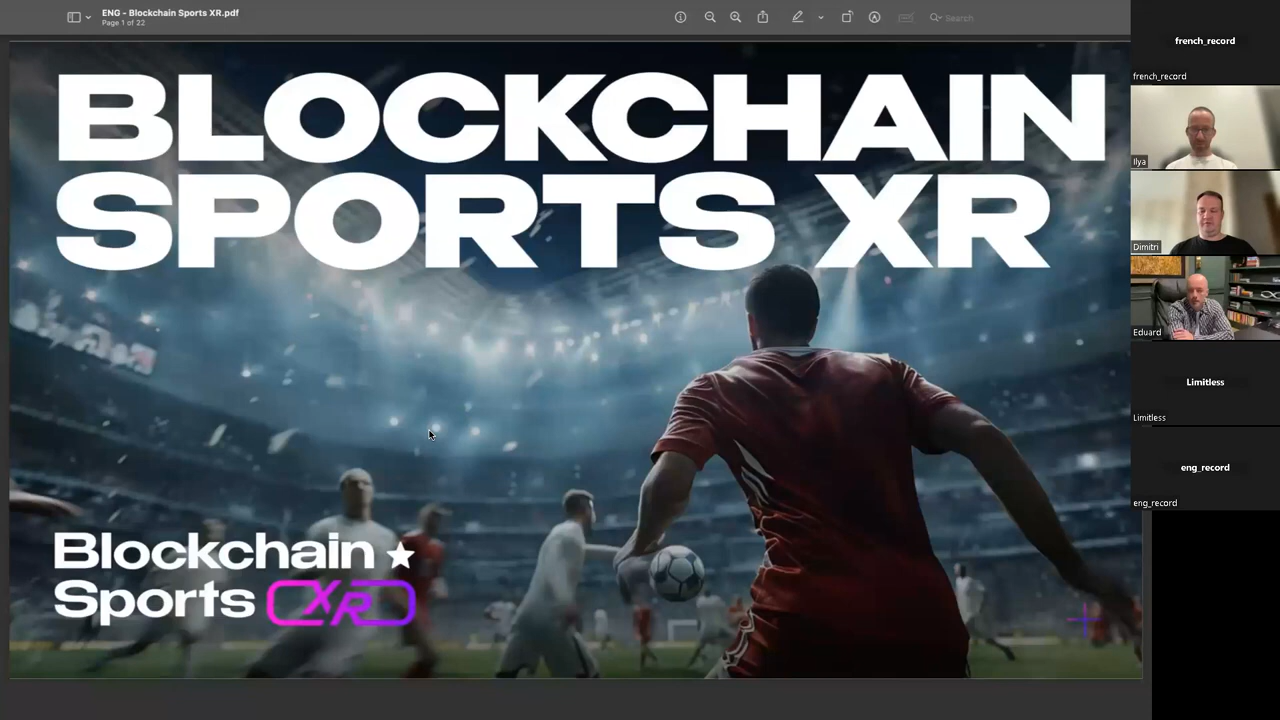 ENG - Blockchain Sports XR.pdf
Page 1 of 22
Search
BLOCKCHAIN
SPORTS XR
Blockchain
Sports XR
french_record
french_record
Ilya
Dimitri
Eduard
Limitless
Limitless
eng_record
eng_record